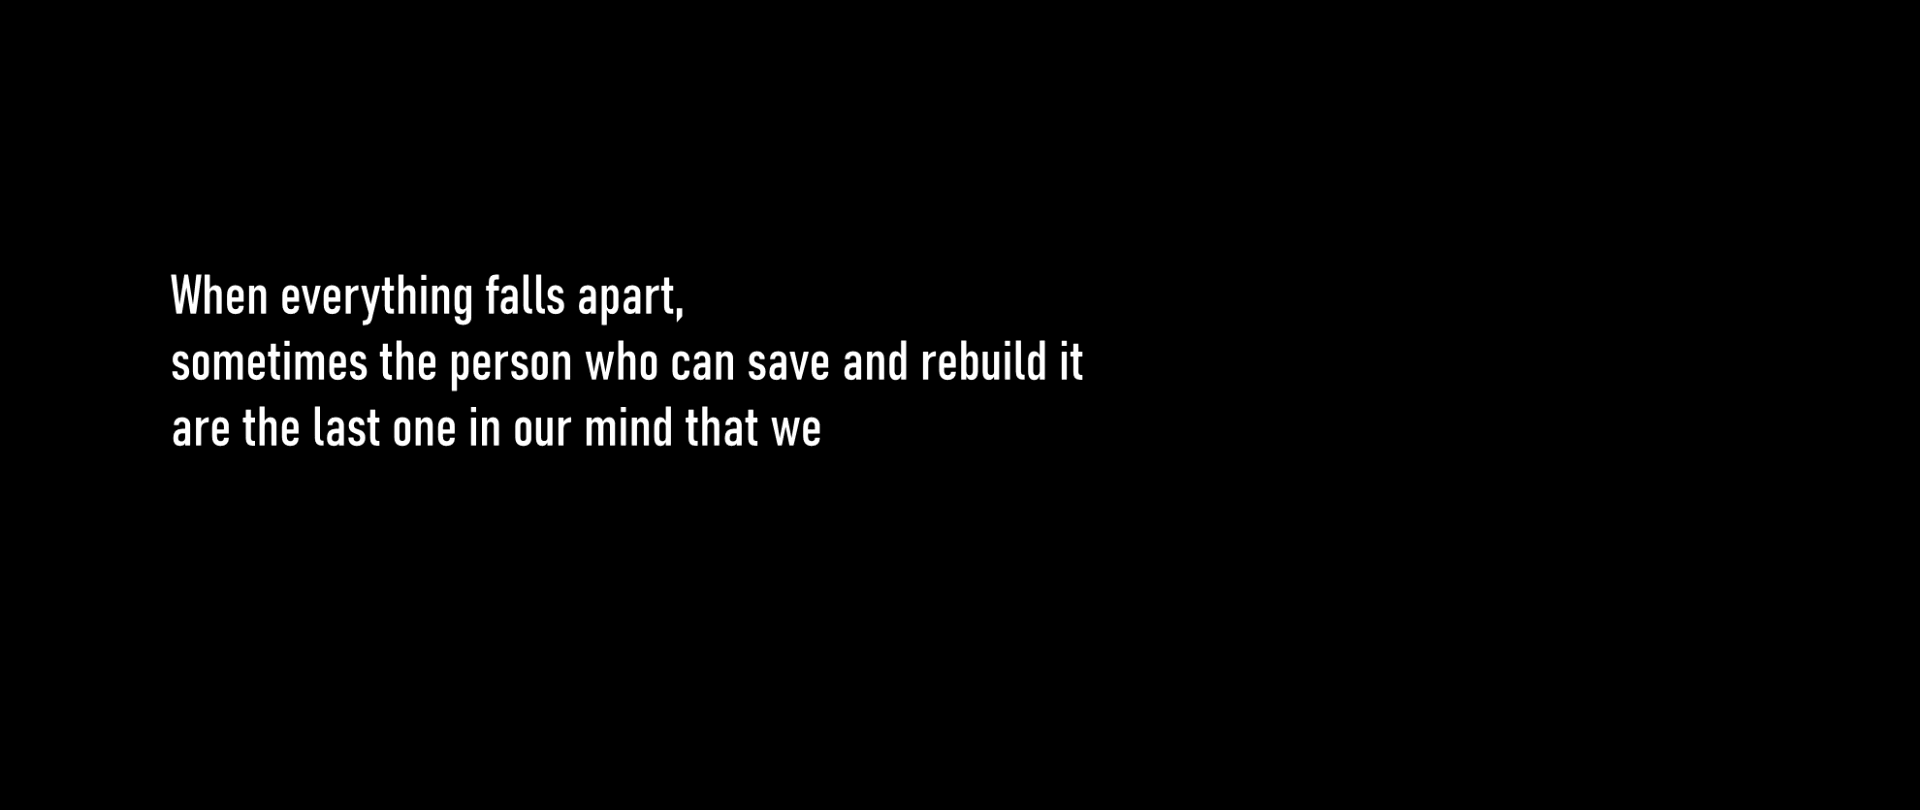 When everything falls apart,
sometimes the person who can save and rebuild it
are the last one in our mind that we